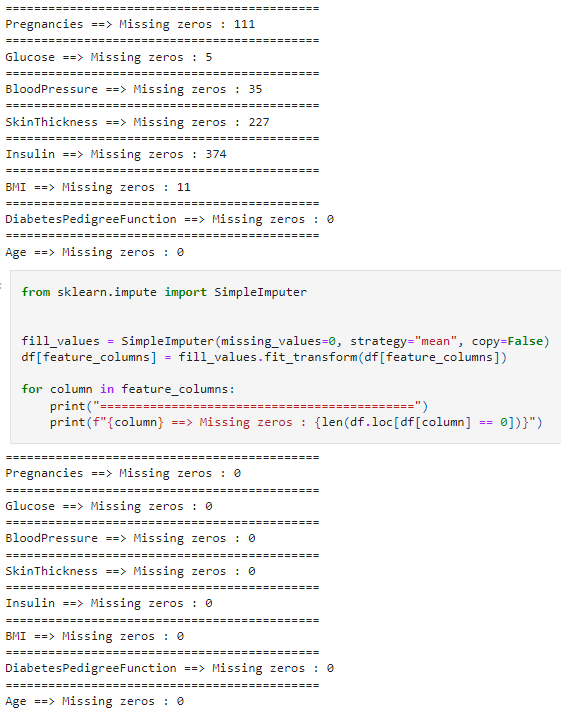 ============================================
Pregnancies ==> Missing zeros : 111
============================================
Glucose ==> Missing zeros : 5
============================================
BloodPressure ==> Missing zeros : 35
============================================
SkinThickness ==> Missing zeros : 227
============================================
Insulin ==> Missing zeros : 374
============================================
BMI ==> Missing zeros : 11
============================================
DiabetesPedigreeFunction ==> Missing zeros : 0
============================================
Age ==> Missing zeros : 0
:
from sklearn.impute import SimpleImputer
fill_values = SimpleImputer(missing_values=0, strategy="mean", copy=False)
df[feature_columns] = fill_values.fit_transform(df[feature_columns])
for column in feature_columns:
    print("============================================")
    print(f"{column} ==> Missing zeros : {len(df.loc[df[column] == 0])}")
============================================
Pregnancies ==> Missing zeros : 0
============================================
Glucose ==> Missing zeros : 0
============================================
BloodPressure ==> Missing zeros : 0
============================================
SkinThickness ==> Missing zeros : 0
============================================
Insulin ==> Missing zeros : 0
============================================
BMI ==> Missing zeros : 0
============================================
DiabetesPedigreeFunction ==> Missing zeros : 0
============================================
Age ==> Missing zeros : 0